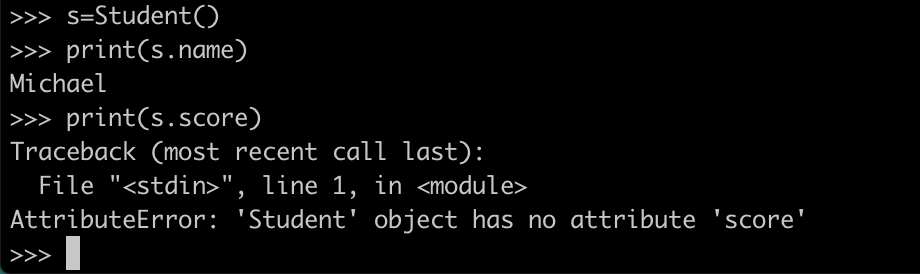 >>> s=Student()
>>> print(s.name)
Michael
>>> print(s.score)
Traceback (most recent call last):
  File "<stdin>", line 1, in <module>
AttributeError: 'Student' object has no attribute 'score'
>>>